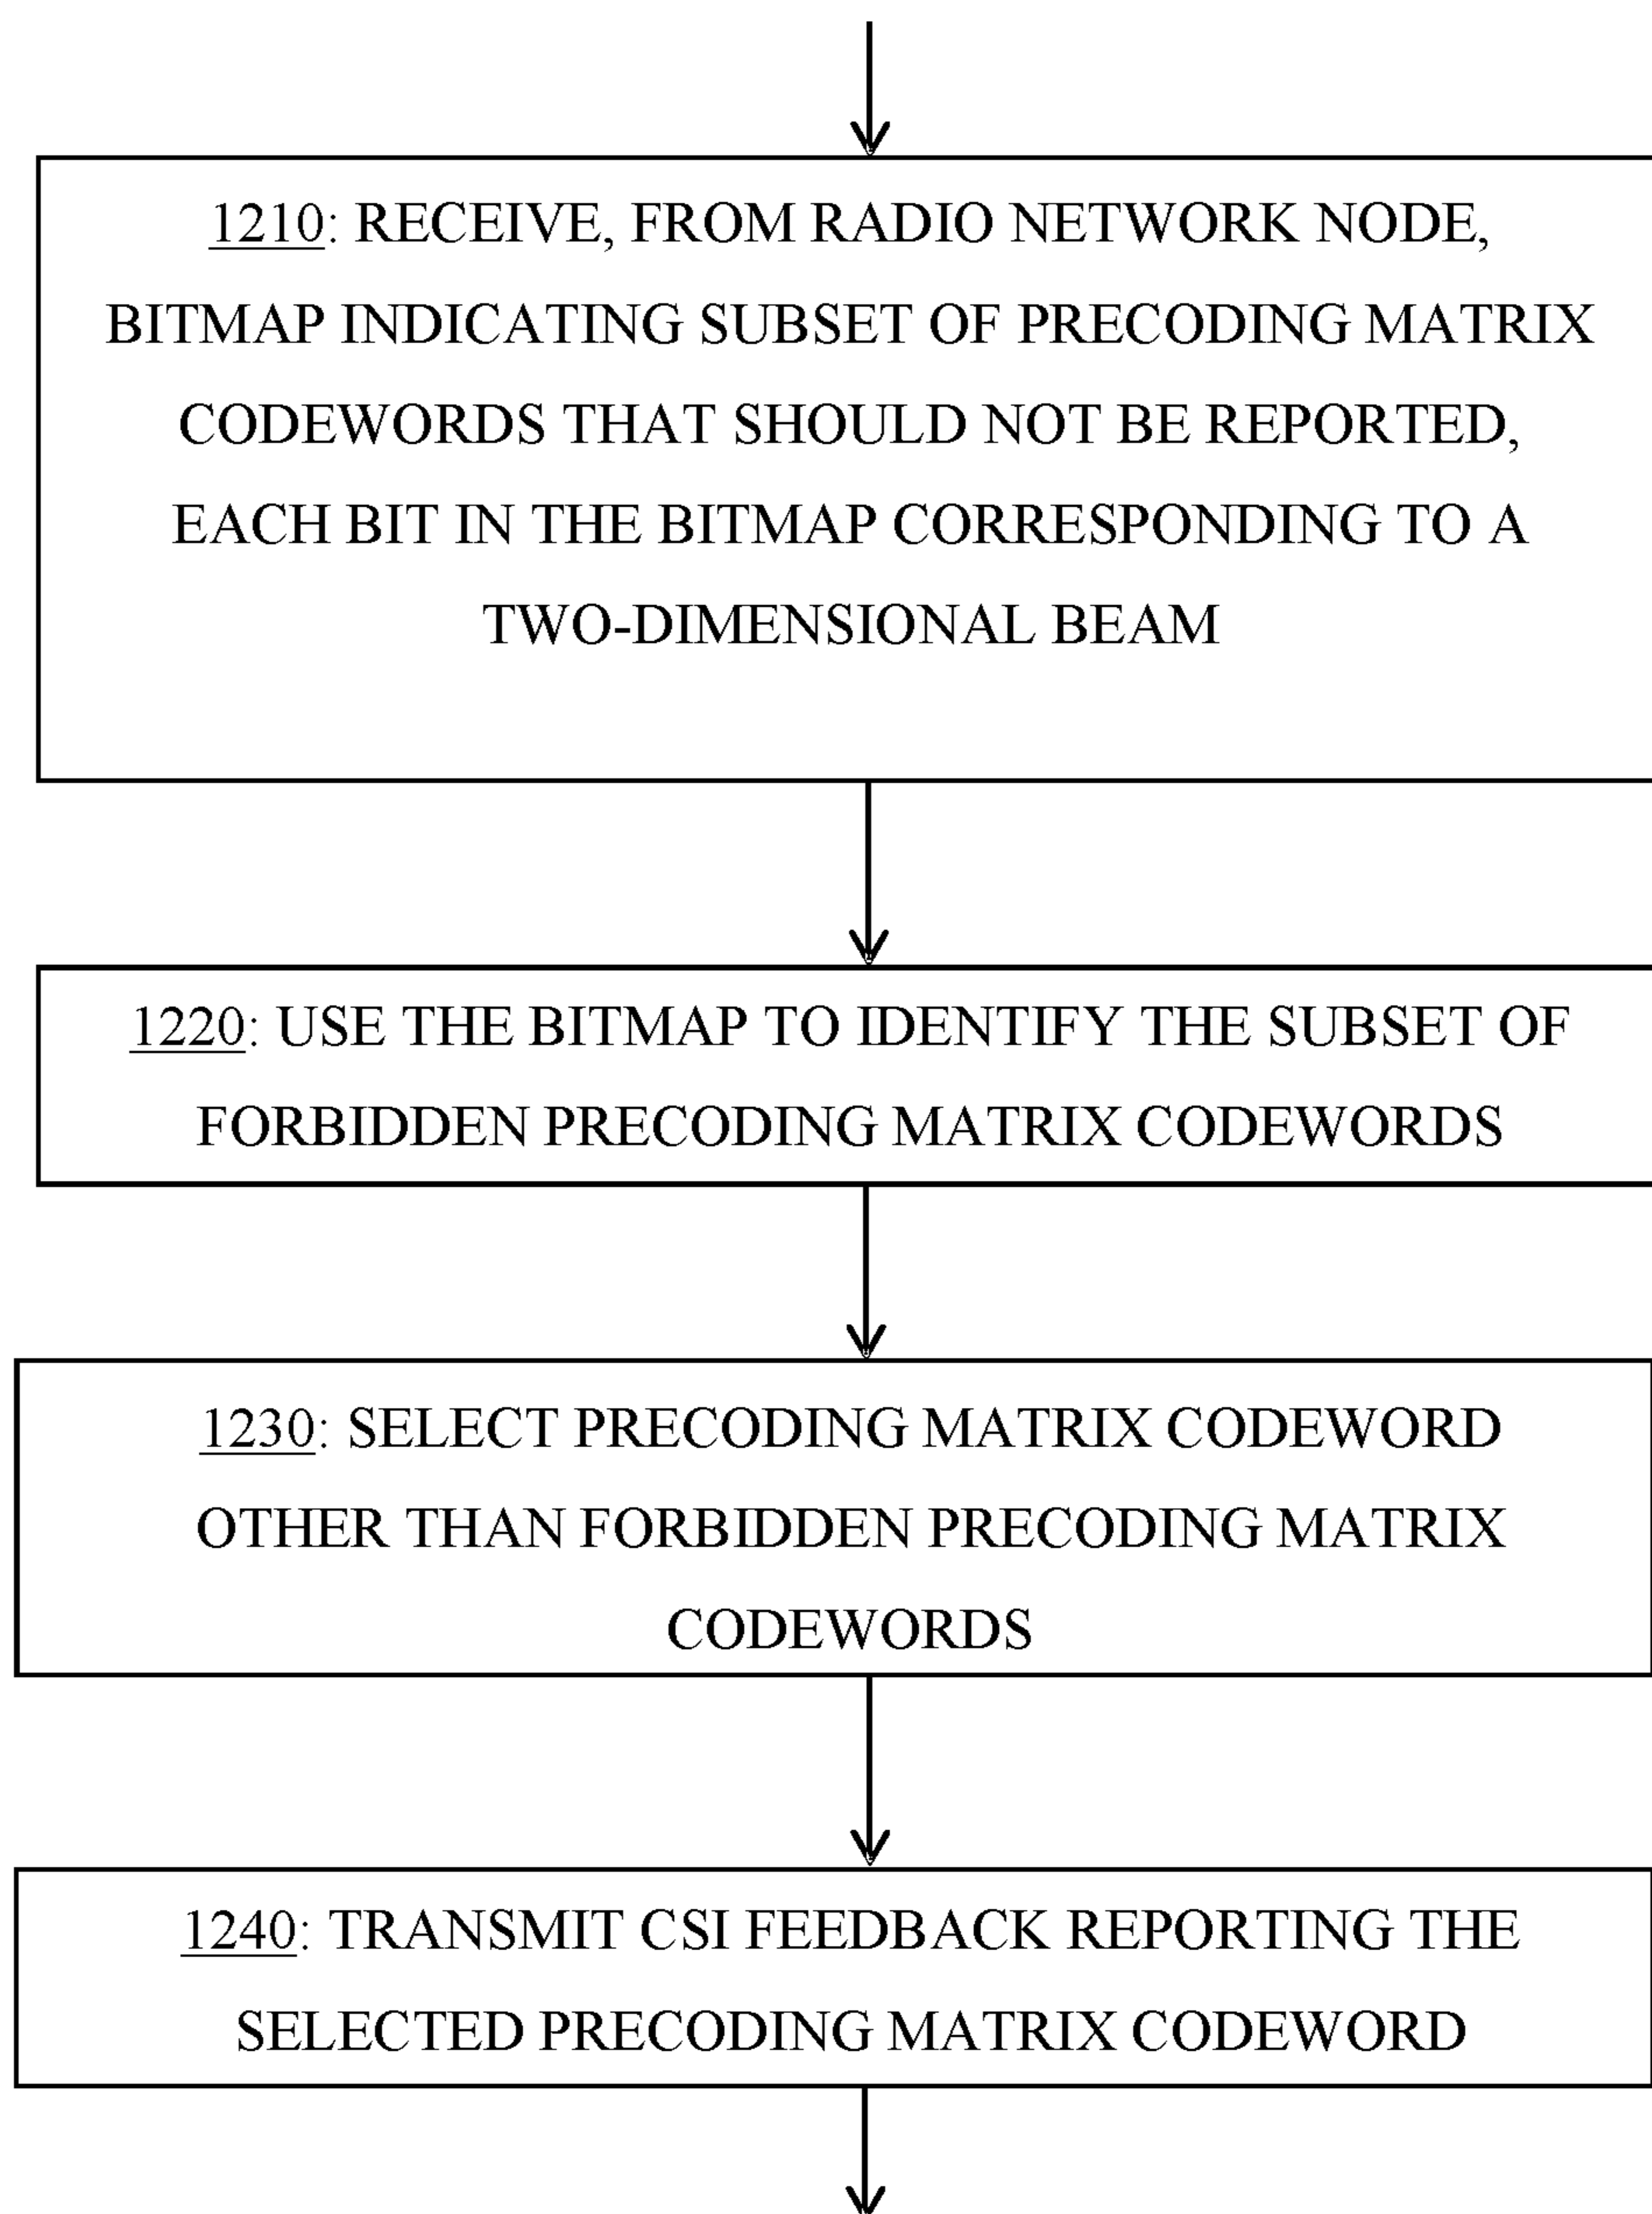 1210: RECEIVE, FROM RADIO NETWORK NODE,
BITMAP INDICATING SUBSET OF PRECODING MATRIX
CODEWORDS THAT SHOULD NOT BE REPORTED,
EACH BIT IN THE BITMAP CORRESPONDING TO A
TWO-DIMENSIONAL BEAM
1220: USE THE BITMAP TO IDENTIFY THE SUBSET OF
FORBIDDEN PRECODING MATRIX CODEWORDS
1230: SELECT PRECODING MATRIX CODEWORD
OTHER THAN FORBIDDEN PRECODING MATRIX
CODEWORDS
1240: TRANSMIT CSI FEEDBACK REPORTING THE
SELECTED PRECODING MATRIX CODEWORD